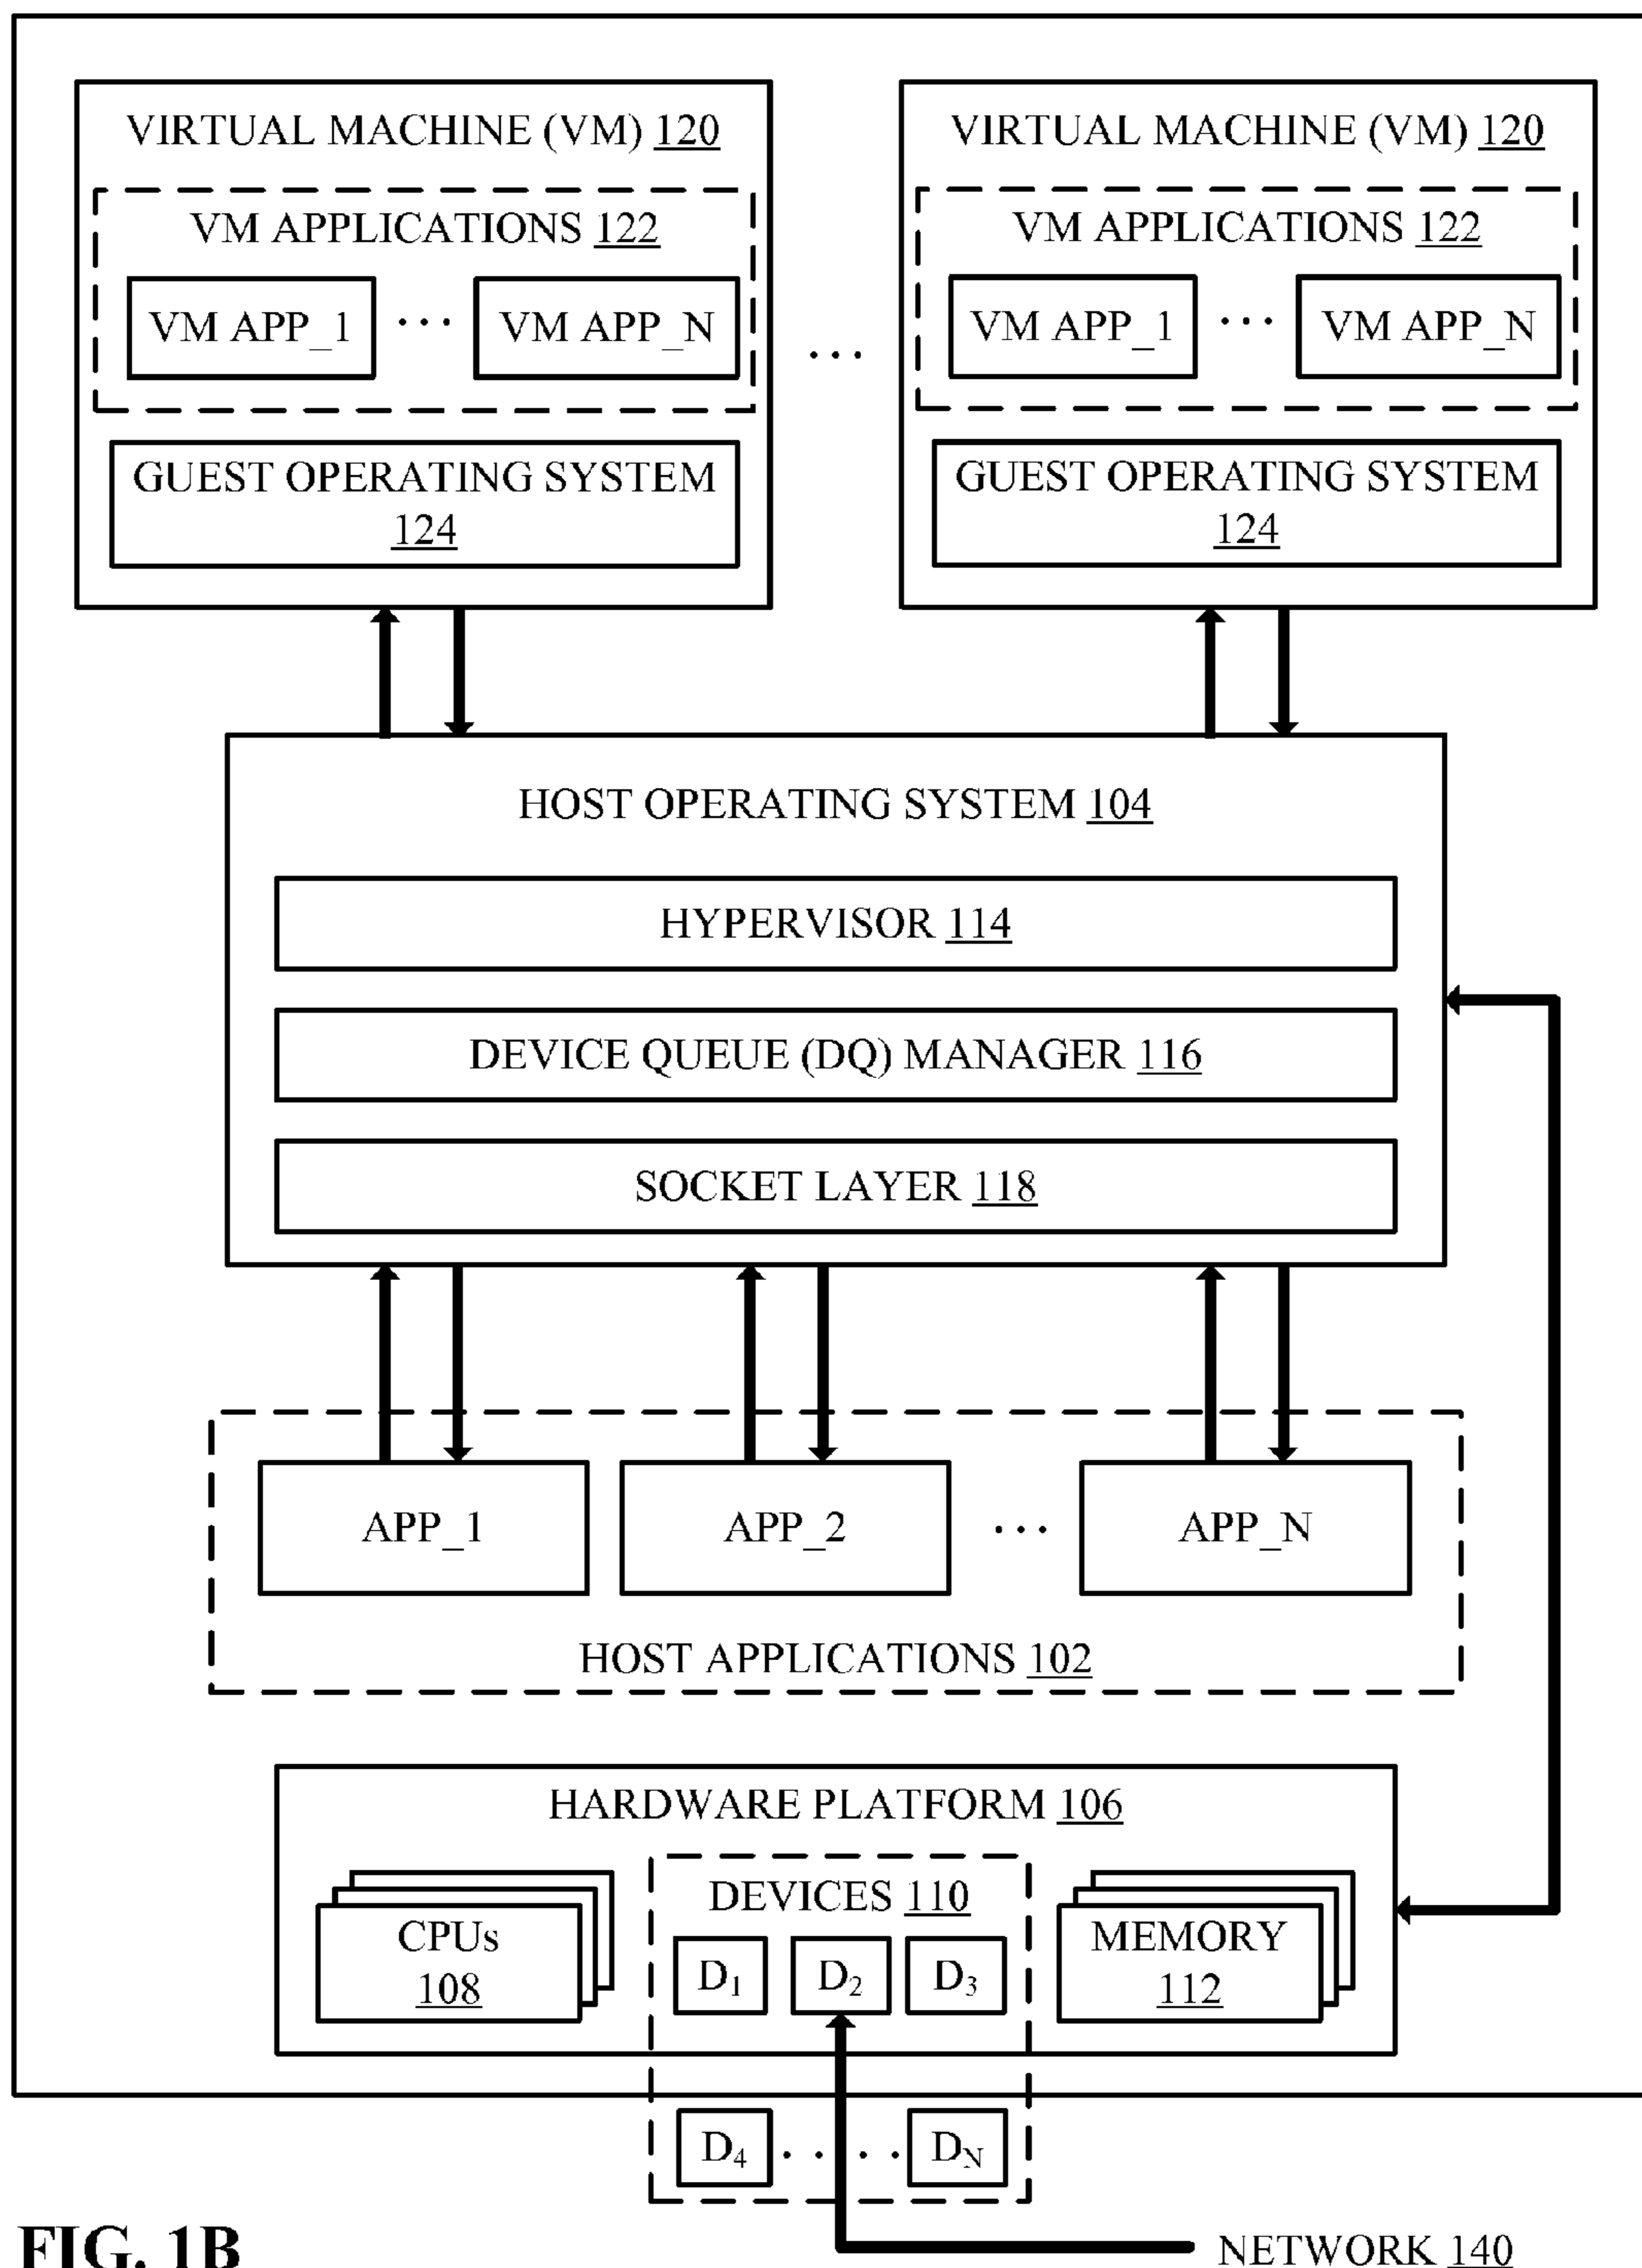 VIRTUAL MACHINE (VM) 120
VM APPLICATIONS 122
VM APP_1 ... VM APP_N
GUEST OPERATING SYSTEM
124
...
VIRTUAL MACHINE (VM) 120
VM APPLICATIONS 122
VM APP_1 ... VM APP_N
GUEST OPERATING SYSTEM
124
HOST OPERATING SYSTEM 104
HYPERVISOR 114
DEVICE QUEUE (DQ) MANAGER 116
SOCKET LAYER 118
APP_1 APP_2 ... APP_N
HOST APPLICATIONS 102
HARDWARE PLATFORM 106
CPUs
108
DEVICES 110
D1 D2 D3
MEMORY
112
D4 . . . . DN
FIG. 1B
NETWORK 140